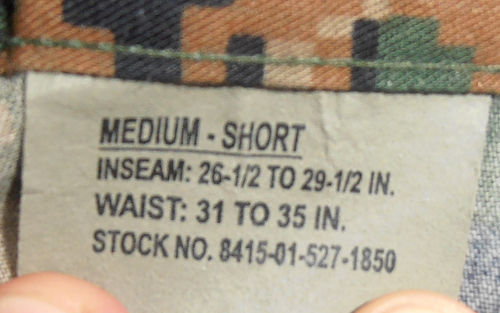 MEDIUM - SHORT
INSEAM: 26-1/2 TO 29-1/2 IN.
WAIST: 31 TO 35 IN.
STOCK NO. 8415-01-527-1850